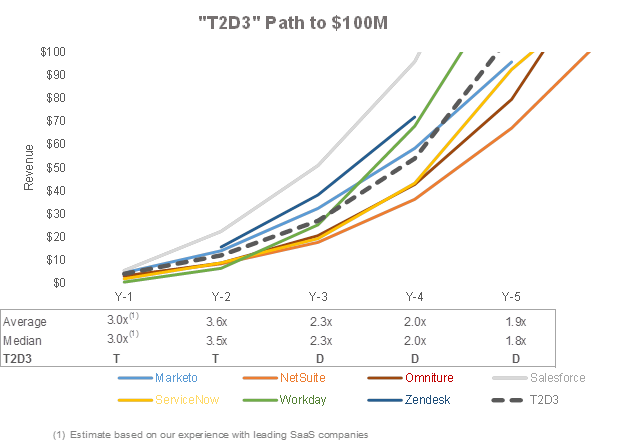 "T2D3" Path to $100M
$100
$90
$80
$70
$60
$50
$40
$30
$20
$10
$0
Revenue
Y-1 Y-2 Y-3 Y-4 Y-5
Average 3.0x(1) 3.6x 2.3x 2.0x 1.9x
Median 3.0x(1) 3.5x 2.3x 2.0x 1.8x
T2D3 T T D D D
Marketo NetSuite Omniture Salesforce
ServiceNow Workday Zendesk T2D3
(1) Estimate based on our experience with leading SaaS companies